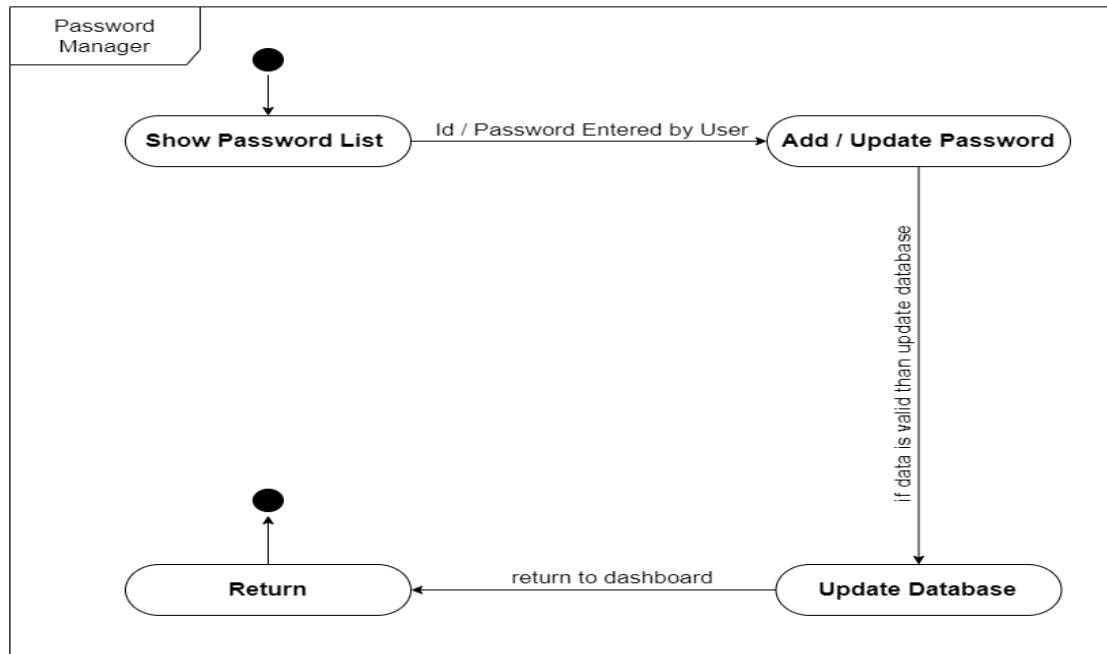 Password
Manager
Show Password List
Id / Password Entered by User
Add / Update Password
if data is valid than update database
Return
return to dashboard
Update Database